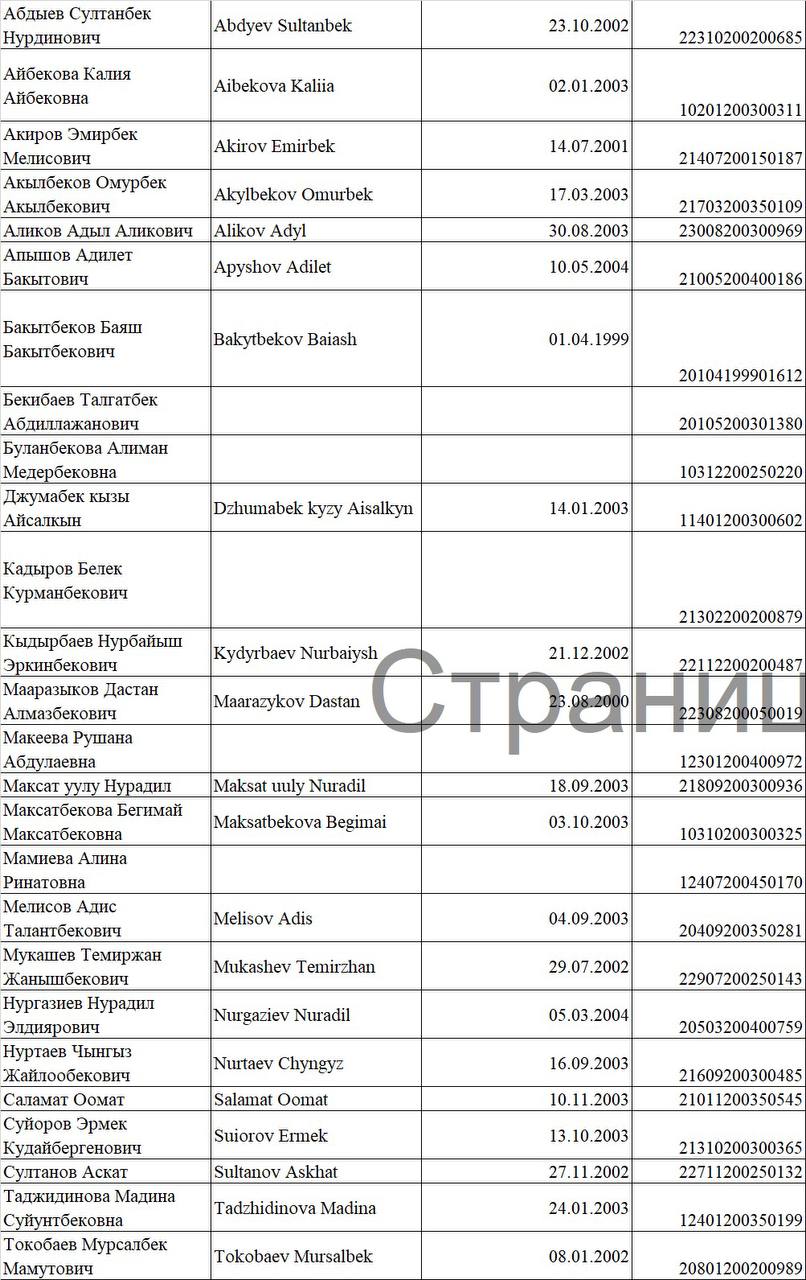 Абдыев Султанбек
Нурдинович
Abdyev Sultanbek
23.10.2002
22310200200685
Айбекова Калия
Айбековна
Aibekova Kaliia
02.01.2003
10201200300311
Акиров Эмирбек
Мелисович
Akirov Emirbek
14.07.2001
21407200150187
Акылбеков Омурбек
Акылбекович
Akylbekov Omurbek
17.03.2003
21703200350109
Аликов Адыл Аликович
Alikov Adyl
30.08.2003
23008200300969
Апышов Адилет
Бакытович
Apyshov Adilet
10.05.2004
21005200400186
Бакытбеков Баяш
Бакытбекович
Bakytbekov Baiash
01.04.1999
20104199901612
Бекибаев Талгатбек
Абдиллажанович
20105200301380
Буланбекова Алиман
Медербековна
10312200250220
Джумабек кызы
Айсалкын
Dzhumabek kyzy Aisalkyn
14.01.2003
11401200300602
Кадыров Белек
Курманбекович
21302200200879
Кыдырбаев Нурбайыш
Эркинбекович
Kydyrbaev Nurbaiysh
21.12.2002
22112200200487
Мааразыков Дастан
Алмазбекович
Maarazykov Dastan
23.08.2000
22308200050019
Страниц
Макеева Рушана
Абдулаевна
12301200400972
Максат уулу Нурадил
Maksat uuly Nuradil
18.09.2003
21809200300936
Максатбекова Бегимай
Максатбековна
Maksatbekova Begimai
03.10.2003
10310200300325
Мамиева Алина
Ринатовна
12407200450170
Мелисов Адис
Талантбекович
Melisov Adis
04.09.2003
20409200350281
Мукашев Темиржан
Жанышбекович
Mukashev Temirzhan
29.07.2002
22907200250143
Нургазиев Нурадил
Элдиярович
Nurgaziev Nuradil
05.03.2004
20503200400759
Нуртаев Чынгыз
Жайлообекович
Nurtaev Chyngyz
16.09.2003
21609200300485
Саламат Оомат
Salamat Oomat
10.11.2003
21011200350545
Суйоров Эрмек
Кудайбергенович
Suiorov Ermek
13.10.2003
21310200300365
Султанов Аскат
Sultanov Askhat
27.11.2002
22711200250132
Таджидинова Мадина
Суйунтбековна
Tadzhidinova Madina
24.01.2003
12401200350199
Токобаев Мурсалбек
Мамутович
Tokobaev Mursalbek
08.01.2002
20801200200989